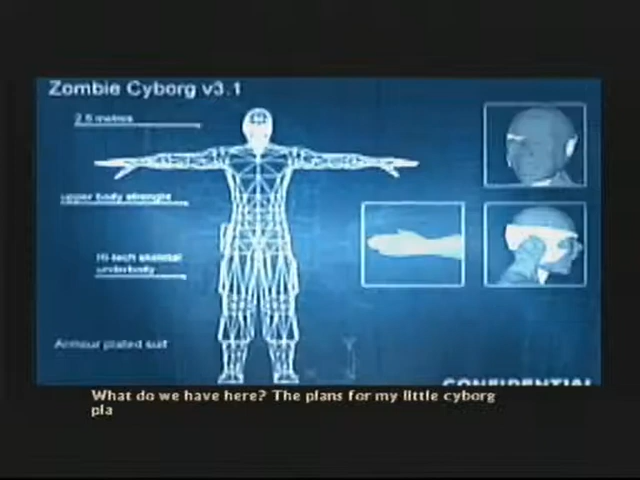 Zombie Cyborg v3.1
2.5 metres
upper body strenght
Hi-tech skeletal
underbody
Armour plated suit
CONFIDENTIAL
What do we have here? The plans for my little cyborg
pla